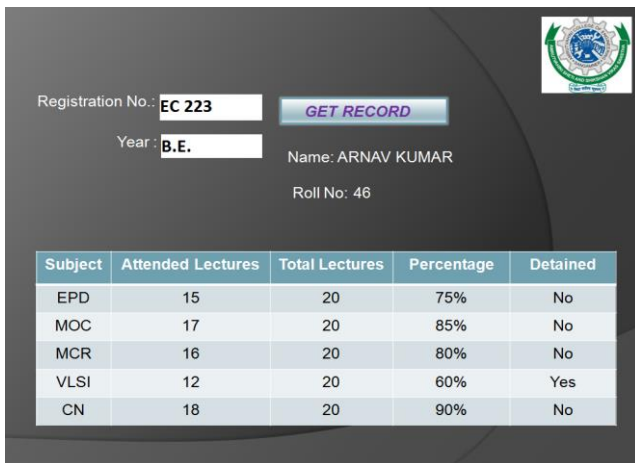 Registration No.: EC 223
GET RECORD
Year : B.E.
Name: ARNAV KUMAR
Roll No: 46
Subject Attended Lectures Total Lectures Percentage Detained
EPD 15 20 75% No
MOC 17 20 85% No
MCR 16 20 80% No
VLSI 12 20 60% Yes
CN 18 20 90% No